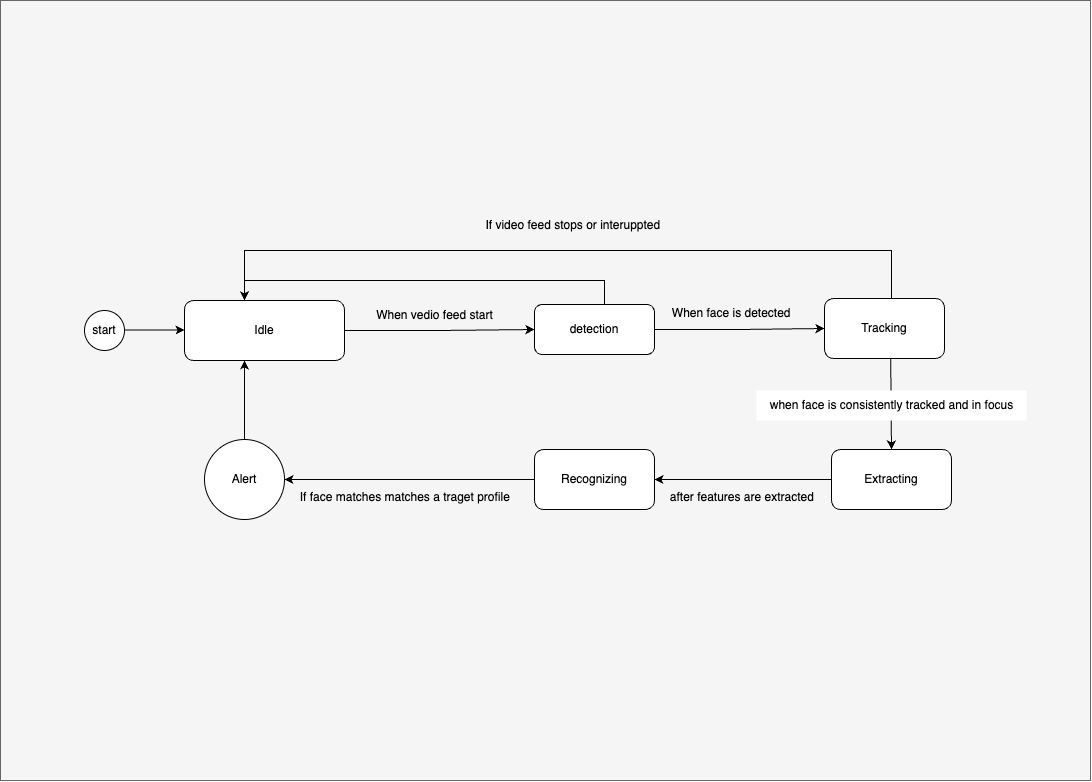 If video feed stops or interuppted
start
Idle
When vedio feed start
detection
When face is detected
Tracking
when face is consistently tracked and in focus
Alert
If face matches matches a traget profile
Recognizing
after features are extracted
Extracting